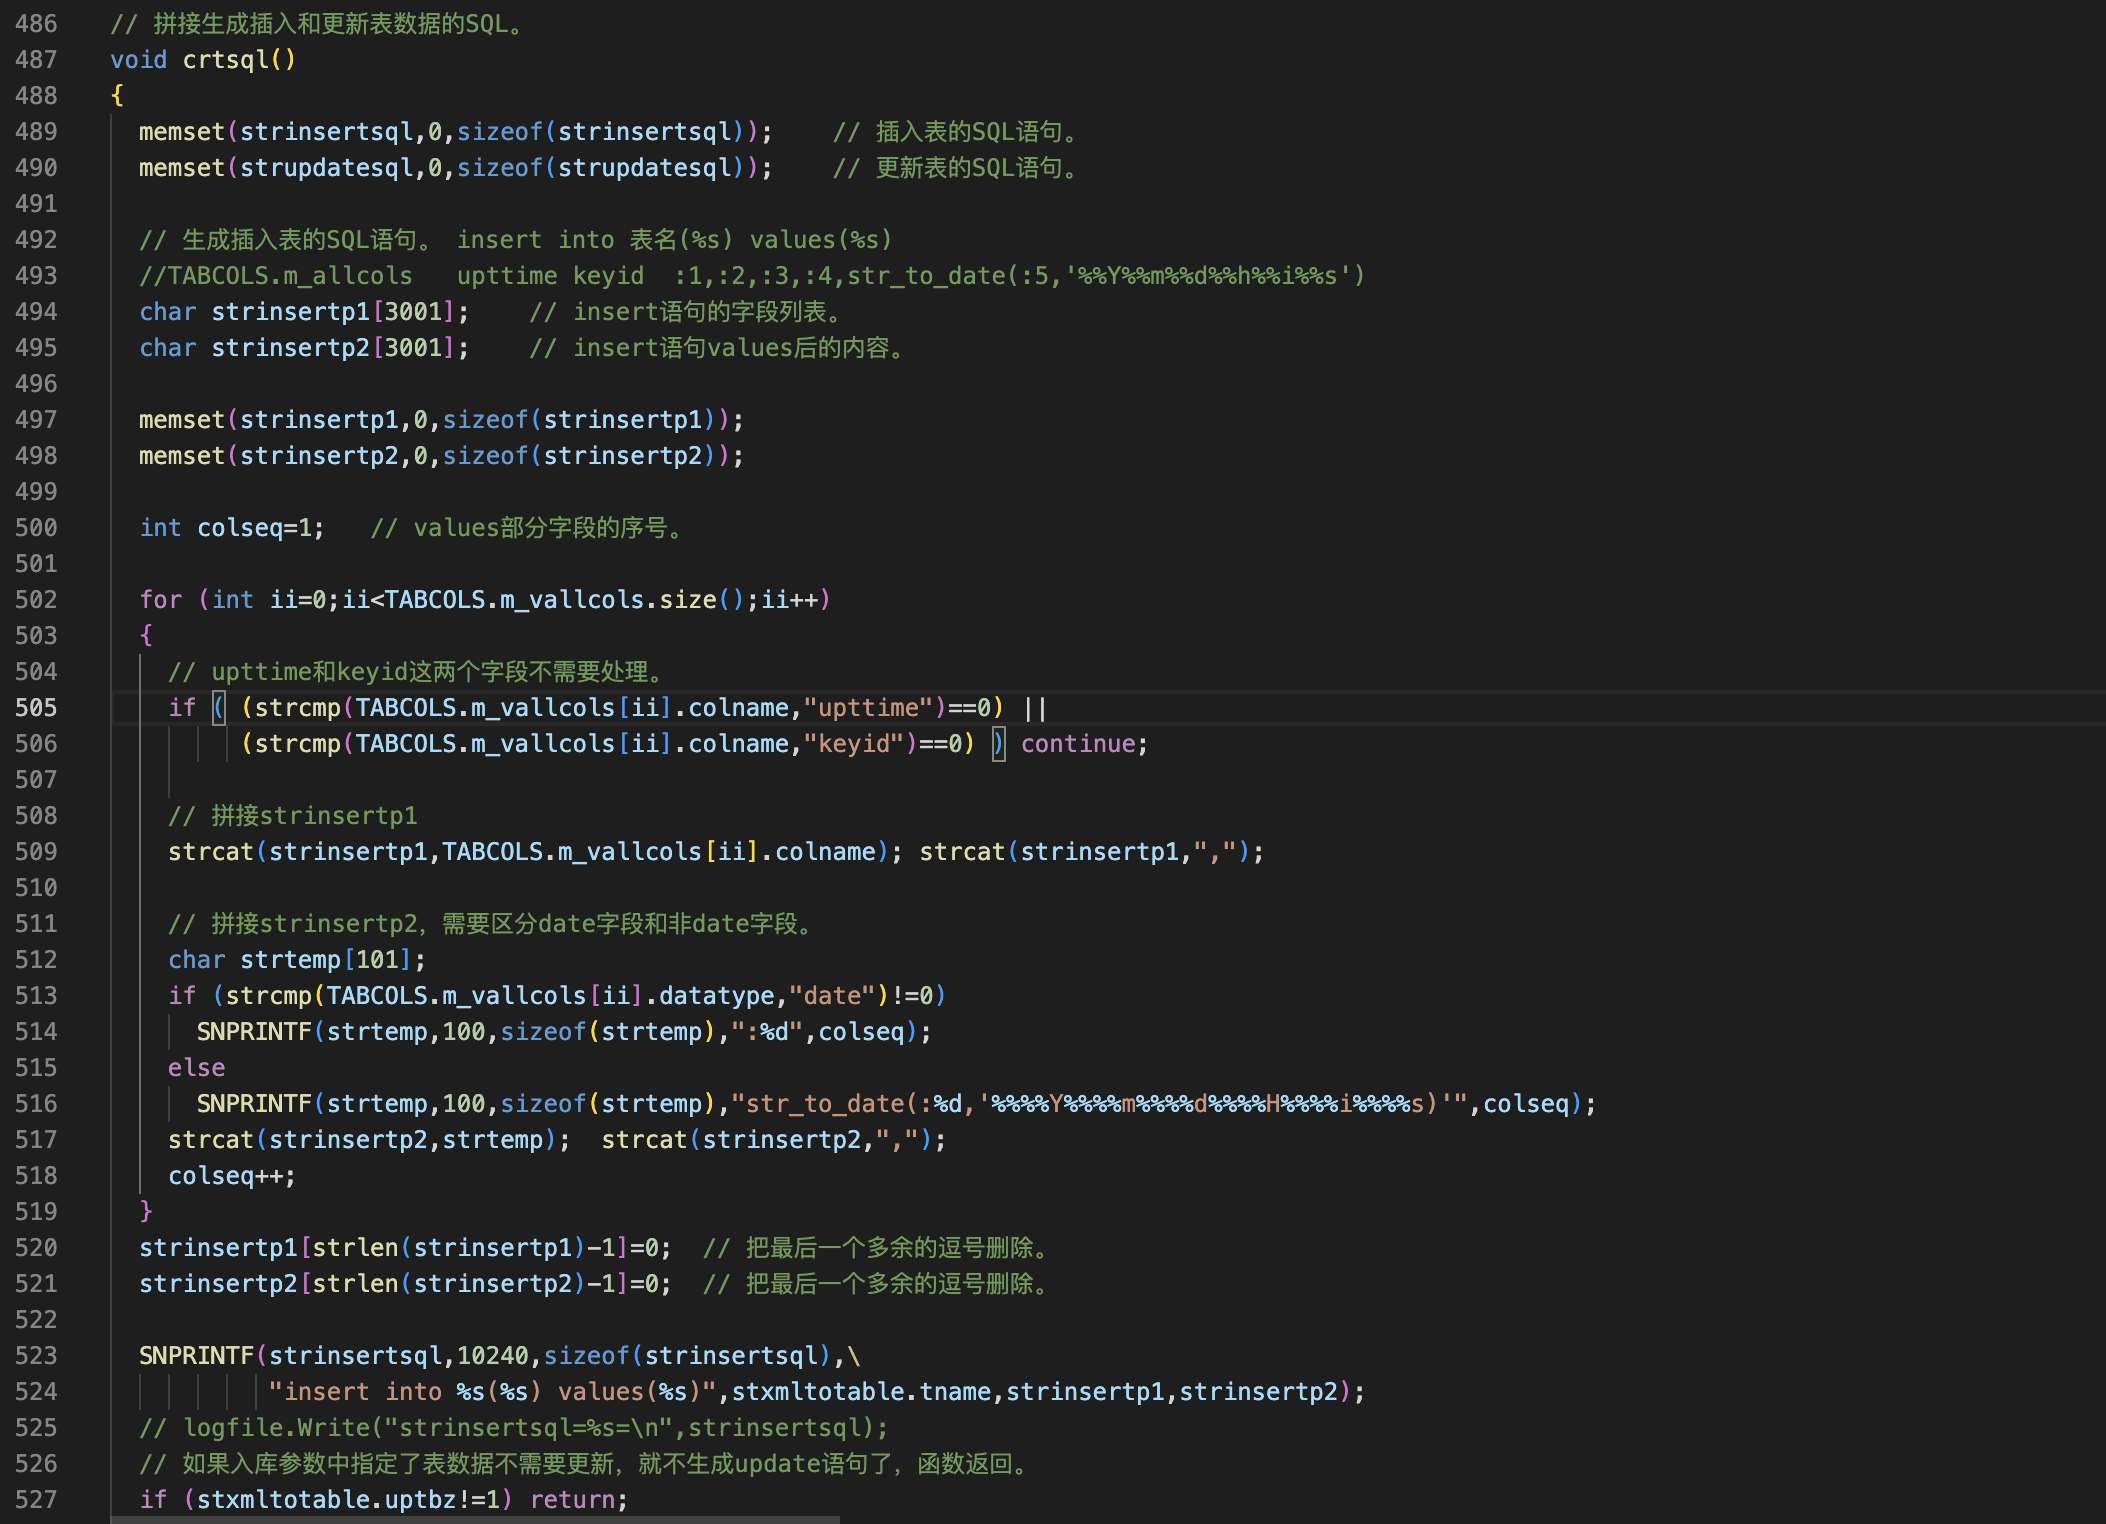 486 // 拼接生成插入和更新表数据的SQL。
487 void crtsql()
488 {
489 memset(strinsertsql,0,sizeof(strinsertsql)); // 插入表的SQL语句。
490 memset(strupdatesql,0,sizeof(strupdatesql)); // 更新表的SQL语句。
491
492 // 生成插入表的SQL语句。 insert into 表名(%s) values(%s)
493 //TABCOLS.m_allcols upttime keyid :1,:2,:3,:4,str_to_date(:5,'%%Y%%m%%d%%h%%i%%s')
494 char strinsertp1[3001]; // insert语句的字段列表。
495 char strinsertp2[3001]; // insert语句values后的内容。
496
497 memset(strinsertp1,0,sizeof(strinsertp1));
498 memset(strinsertp2,0,sizeof(strinsertp2));
499
500 int colseq=1; // values部分字段的序号。
501
502 for (int ii=0;ii<TABCOLS.m_vallcols.size();ii++)
503 {
504 // upttime和keyid这两个字段不需要处理。
505 if ( (strcmp(TABCOLS.m_vallcols[ii].colname,"upttime")==0) ||
506 (strcmp(TABCOLS.m_vallcols[ii].colname,"keyid")==0) ) continue;
507
508 // 拼接strinsertp1
509 strcat(strinsertp1,TABCOLS.m_vallcols[ii].colname); strcat(strinsertp1,",");
510
511 // 拼接strinsertp2，需要区分date字段和非date字段。
512 char strtemp[101];
513 if (strcmp(TABCOLS.m_vallcols[ii].datatype,"date")!=0)
514 SNPRINTF(strtemp,100,sizeof(strtemp),":%d",colseq);
515 else
516 SNPRINTF(strtemp,100,sizeof(strtemp),"str_to_date(:%d,'%%%%Y%%%%m%%%%d%%%%H%%%%i%%%%s)'",colseq);
517 strcat(strinsertp2,strtemp); strcat(strinsertp2,",");
518 colseq++;
519 }
520 strinsertp1[strlen(strinsertp1)-1]=0; // 把最后一个多余的逗号删除。
521 strinsertp2[strlen(strinsertp2)-1]=0; // 把最后一个多余的逗号删除。
522
523 SNPRINTF(strinsertsql,10240,sizeof(strinsertsql),\
524 "insert into %s(%s) values(%s)",stxmltotable.tname,strinsertp1,strinsertp2);
525 // logfile.Write("strinsertsql=%s=\n",strinsertsql);
526 // 如果入库参数中指定了表数据不需要更新，就不生成update语句了，函数返回。
527 if (stxmltotable.uptbz!=1) return;